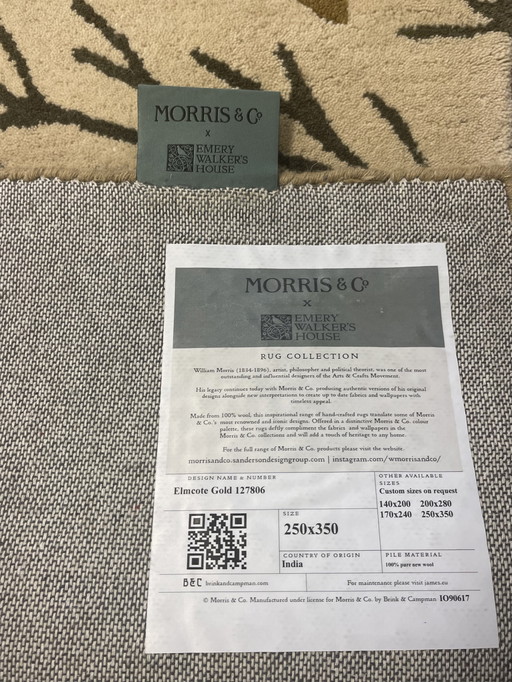 MORRIS & Co
x
EMERY
WALKER'S
HOUSE
MORRIS & Co
X
EMERY
WALKER'S
HOUSE
RUG COLLECTION
William Morris (1834-1896), artist, philosopher and political theorist, was one of the most
outstanding and influential designers of the Arts & Crafts Movement.
His legacy continues today with Morris & Co. producing authentic versions of his original
designs alongside new interpretations to create up to date fabrics and wallpapers with
timeless appeal.
Made from 100% wool, this inspirational range of hand-crafted rugs translate some of Morris
& Co.'s most renowned and iconic designs. Offered in a distinctive Morris & Co. colour
palette, these rugs deftly compliment the fabrics and wallpapers in the
Morris & Co. collections and will add a touch of heritage to any home.
For the full range of Morris & Co. products please visit the website.
morrisandco.sandersondesigngroup.com | instagram.com/wmorrisandco/
DESIGN NAME & NUMBER
Elmcote Gold 127806
OTHER AVAILABLE
SIZES
Custom sizes on request
140x200 200x280
170x240 250x350
SIZE
250x350
COUNTRY OF ORIGIN
India
PILE MATERIAL
100% pure new wool
B&C brinkandcampman.com
For maintenance please visit james.eu
© Morris & Co. Manufactured under license for Morris & Co. by Brink & Campman IO90617